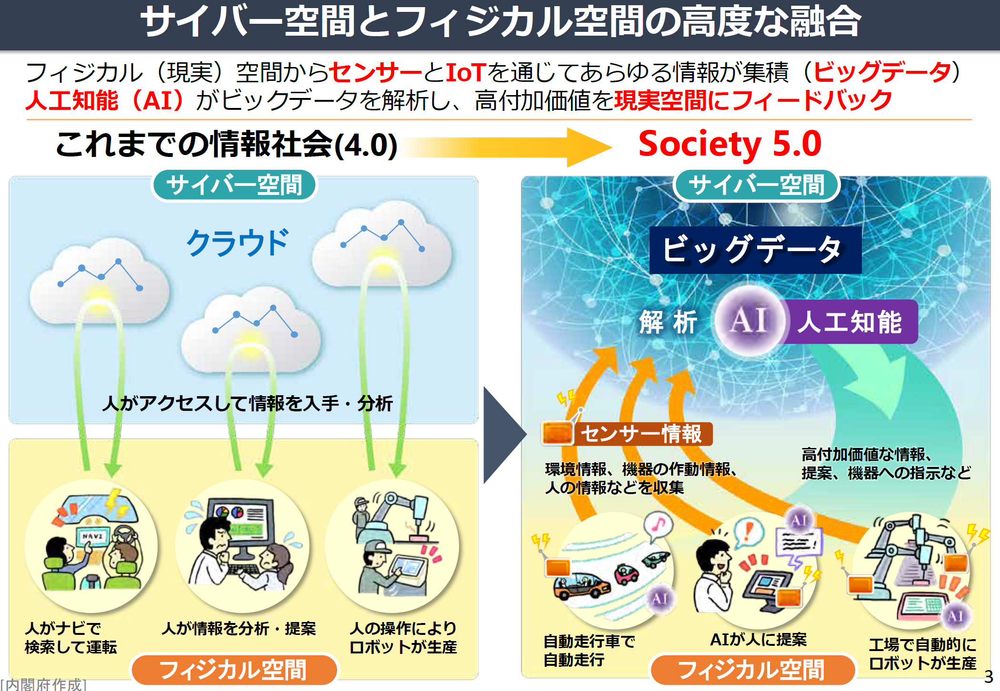 サイバー空間とフィジカル空間の高度な融合
フィジカル（現実）空間からセンサーとIoTを通じてあらゆる情報が集積（ビッグデータ）
人工知能（AI）がビックデータを解析し、高付加価値を現実空間にフィードバック
これまでの情報社会(4.0)
Society 5.0
サイバー空間
クラウド
人がアクセスして情報を入手・分析
NAVI
人がナビで
検索して運転
人が情報を分析・提案
人の操作により
ロボットが生産
フィジカル空間
サイバー空間
ビッグデータ
解析
AI
人工知能
センサー情報
環境情報、機器の作動情報、
人の情報などを収集
高付加価値な情報、
提案、機器への指示など
AI
AI
AI
自動走行車で
自動走行
AIが人に提案
工場で自動的に
ロボットが生産
フィジカル空間
[内閣府作成]
3